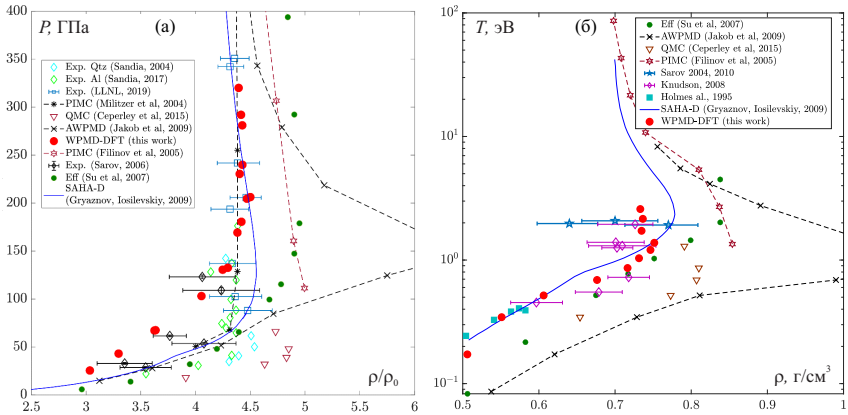 P, ГПа
(а)
400
350
300
250
200
150
100
50
0
Exp. Qtz (Sandia, 2004)
Exp. Al (Sandia, 2017)
Exp. (LLNL, 2019)
PIMC (Militzer et al, 2004)
QMC (Ceperley et al, 2015)
AWPMD (Jakob et al, 2009)
WPMD-DFT (this work)
PIMC (Filinov et al, 2005)
Exp. (Sarov, 2006)
Eff (Su et al, 2007)
SAHA-D
(Gryaznov, Iosilevskiy, 2009)
2.5 3 3.5 4 4.5 5 5.5 6
ρ/ρ0
T, эВ
(б)
10²
10¹
10⁰
10⁻¹
Eff (Su et al, 2007)
AWPMD (Jakob et al, 2009)
QMC (Ceperley et al, 2015)
PIMC (Filinov et al, 2005)
Sarov 2004, 2010
Knudson, 2008
Holmes et al., 1995
SAHA-D (Gryaznov, Iosilevskiy, 2009)
WPMD-DFT (this work)
0.5 0.6 0.7 0.8 0.9 1
ρ, г/см³